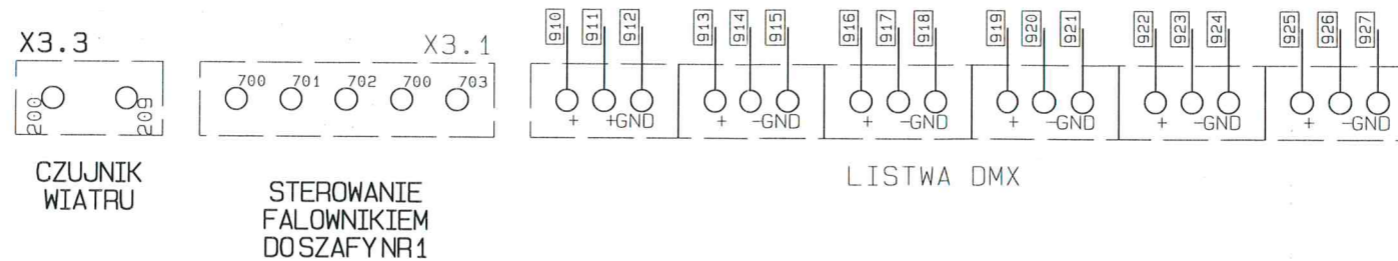 X3.3
X3.1
910 911 912 913 914 915 916 917 918 919 920 921 922 923 924 925 926 927
200 209
700 701 702 700 703
+ +GND + -GND + -GND + -GND + -GND + -GND
CZUJNIK
WIATRU
STEROWANIE
FALOWNIKIEM
DO SZAFY NR 1
LISTWA DMX